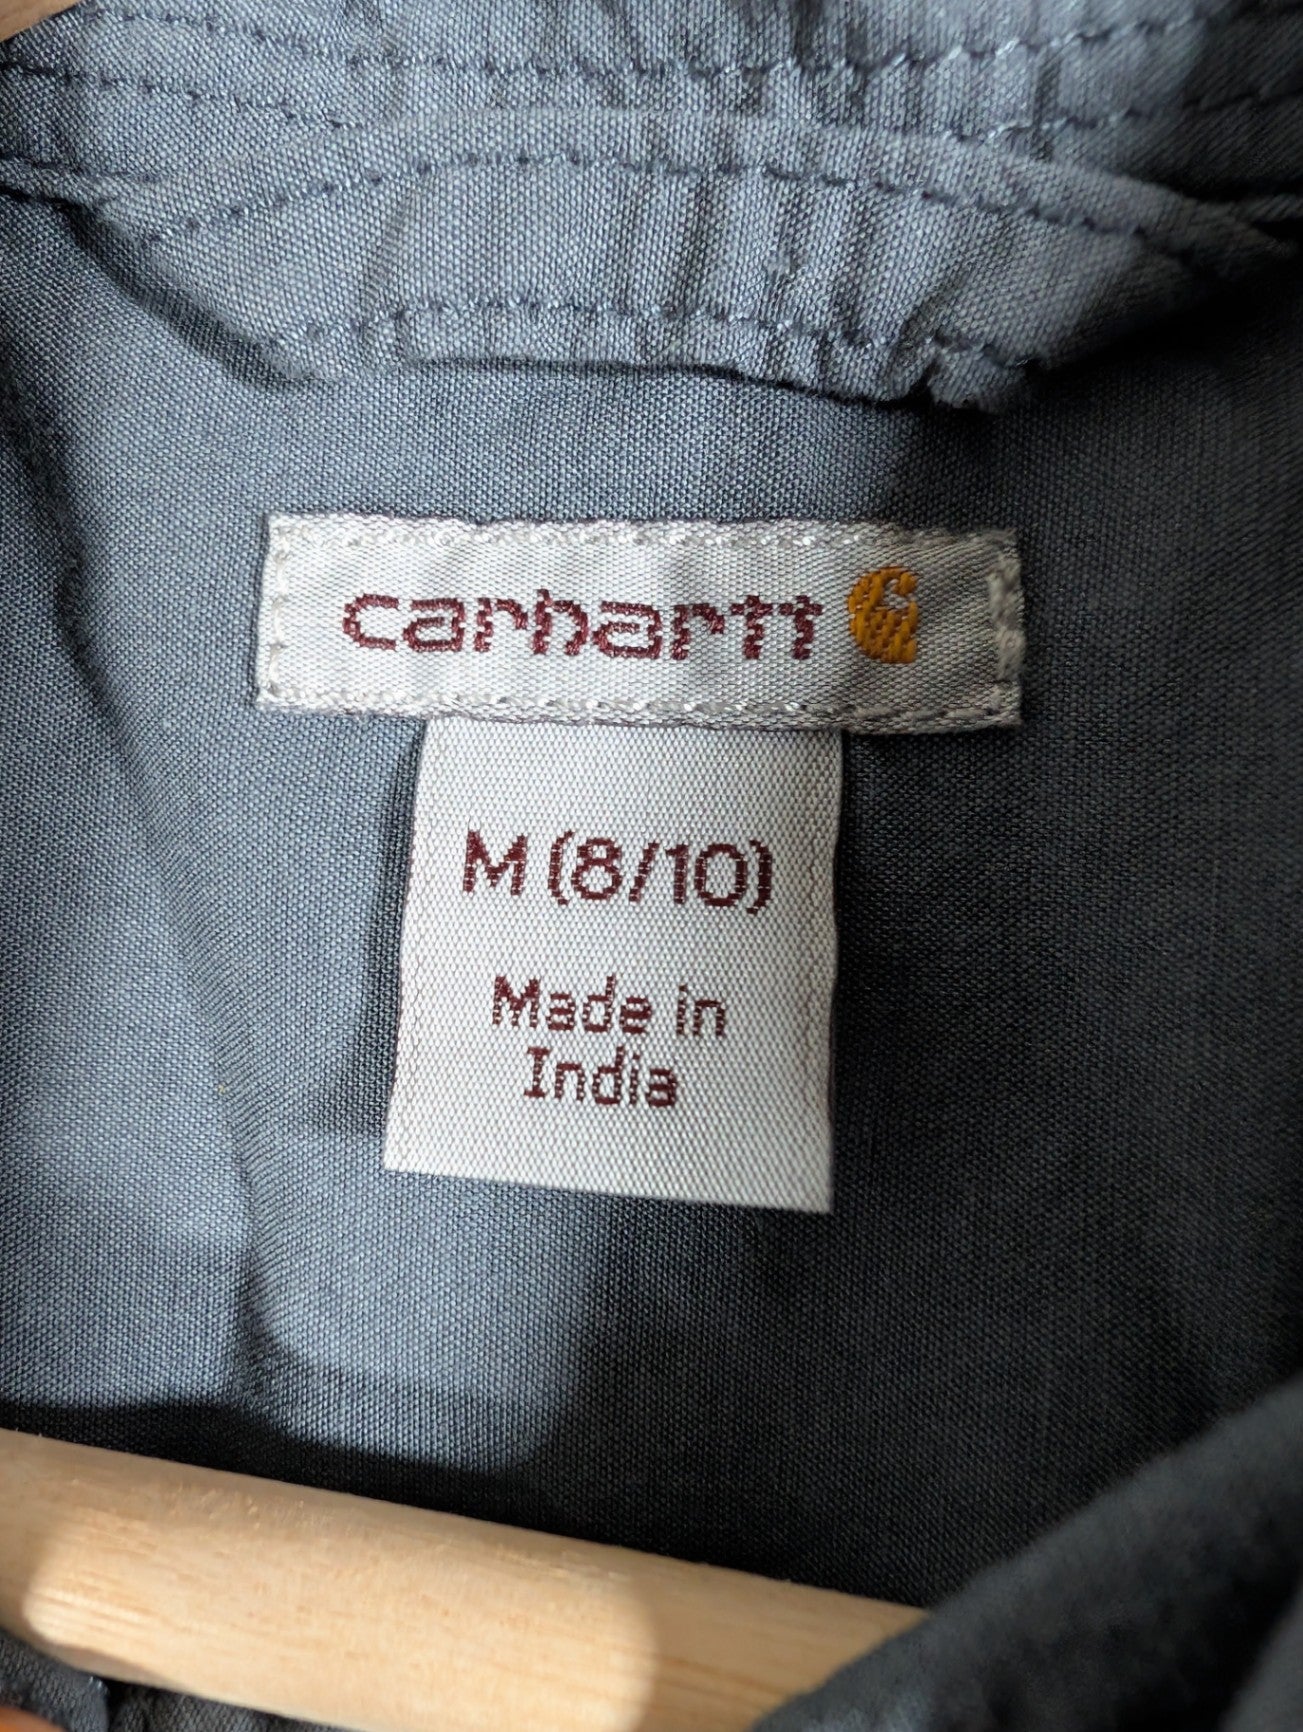 carhartt
M (8/10)
Made in
India